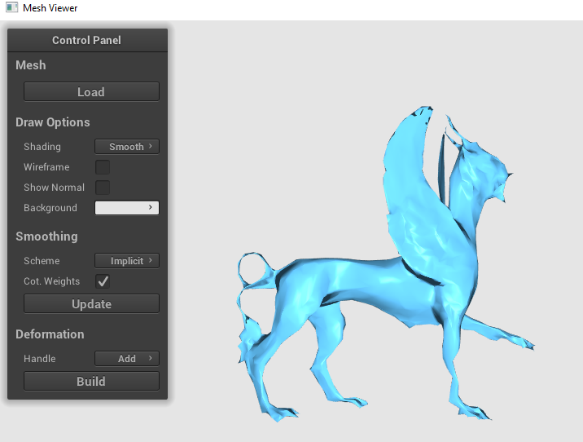 Mesh Viewer
Control Panel
Mesh
Load
Draw Options
Shading Smooth
Wireframe
Show Normal
Background
Smoothing
Scheme Implicit
Cot. Weights
Update
Deformation
Handle Add
Build